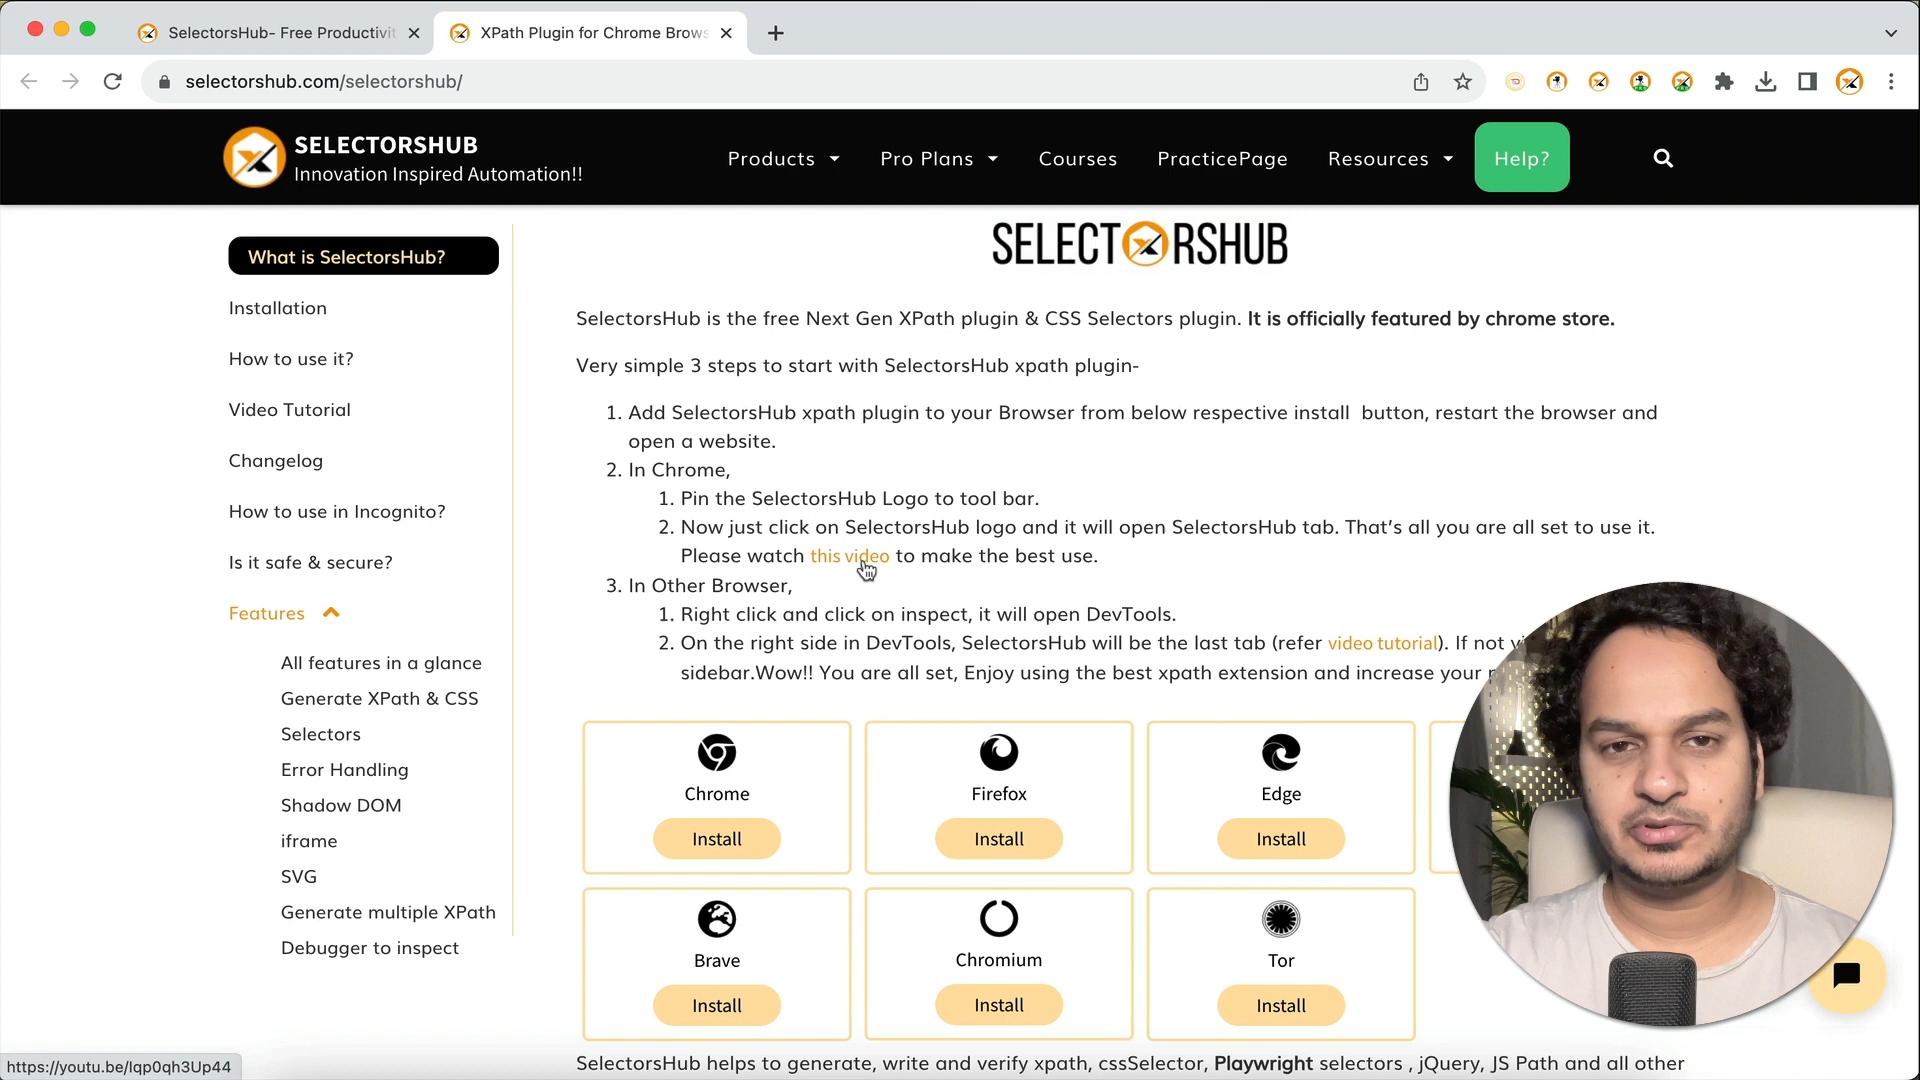 SelectorsHub- Free Productivit
XPath Plugin for Chrome Brows
selectorshub.com/selectorshub/
SELECTORSHUB
Innovation Inspired Automation!!
Products
Pro Plans
Courses
PracticePage
Resources
Help?
What is SelectorsHub?
Installation
How to use it?
Video Tutorial
Changelog
How to use in Incognito?
Is it safe & secure?
Features
All features in a glance
Generate XPath & CSS
Selectors
Error Handling
Shadow DOM
iframe
SVG
Generate multiple XPath
Debugger to inspect
SELECTORSHUB
SelectorsHub is the free Next Gen XPath plugin & CSS Selectors plugin. It is officially featured by chrome store.
Very simple 3 steps to start with SelectorsHub xpath plugin-
1. Add SelectorsHub xpath plugin to your Browser from below respective install button, restart the browser and
open a website.
2. In Chrome,
1. Pin the SelectorsHub Logo to tool bar.
2. Now just click on SelectorsHub logo and it will open SelectorsHub tab. That's all you are all set to use it.
Please watch this video to make the best use.
3. In Other Browser,
1. Right click and click on inspect, it will open DevTools.
2. On the right side in DevTools, SelectorsHub will be the last tab (refer video tutorial). If not
sidebar.Wow!! You are all set, Enjoy using the best xpath extension and increase your
Chrome
Install
Firefox
Install
Edge
Install
Brave
Install
Chromium
Install
Tor
Install
SelectorsHub helps to generate, write and verify xpath, cssSelector, Playwright selectors , jQuery, JS Path and all other
https://youtu.be/Iqp0qh3Up44